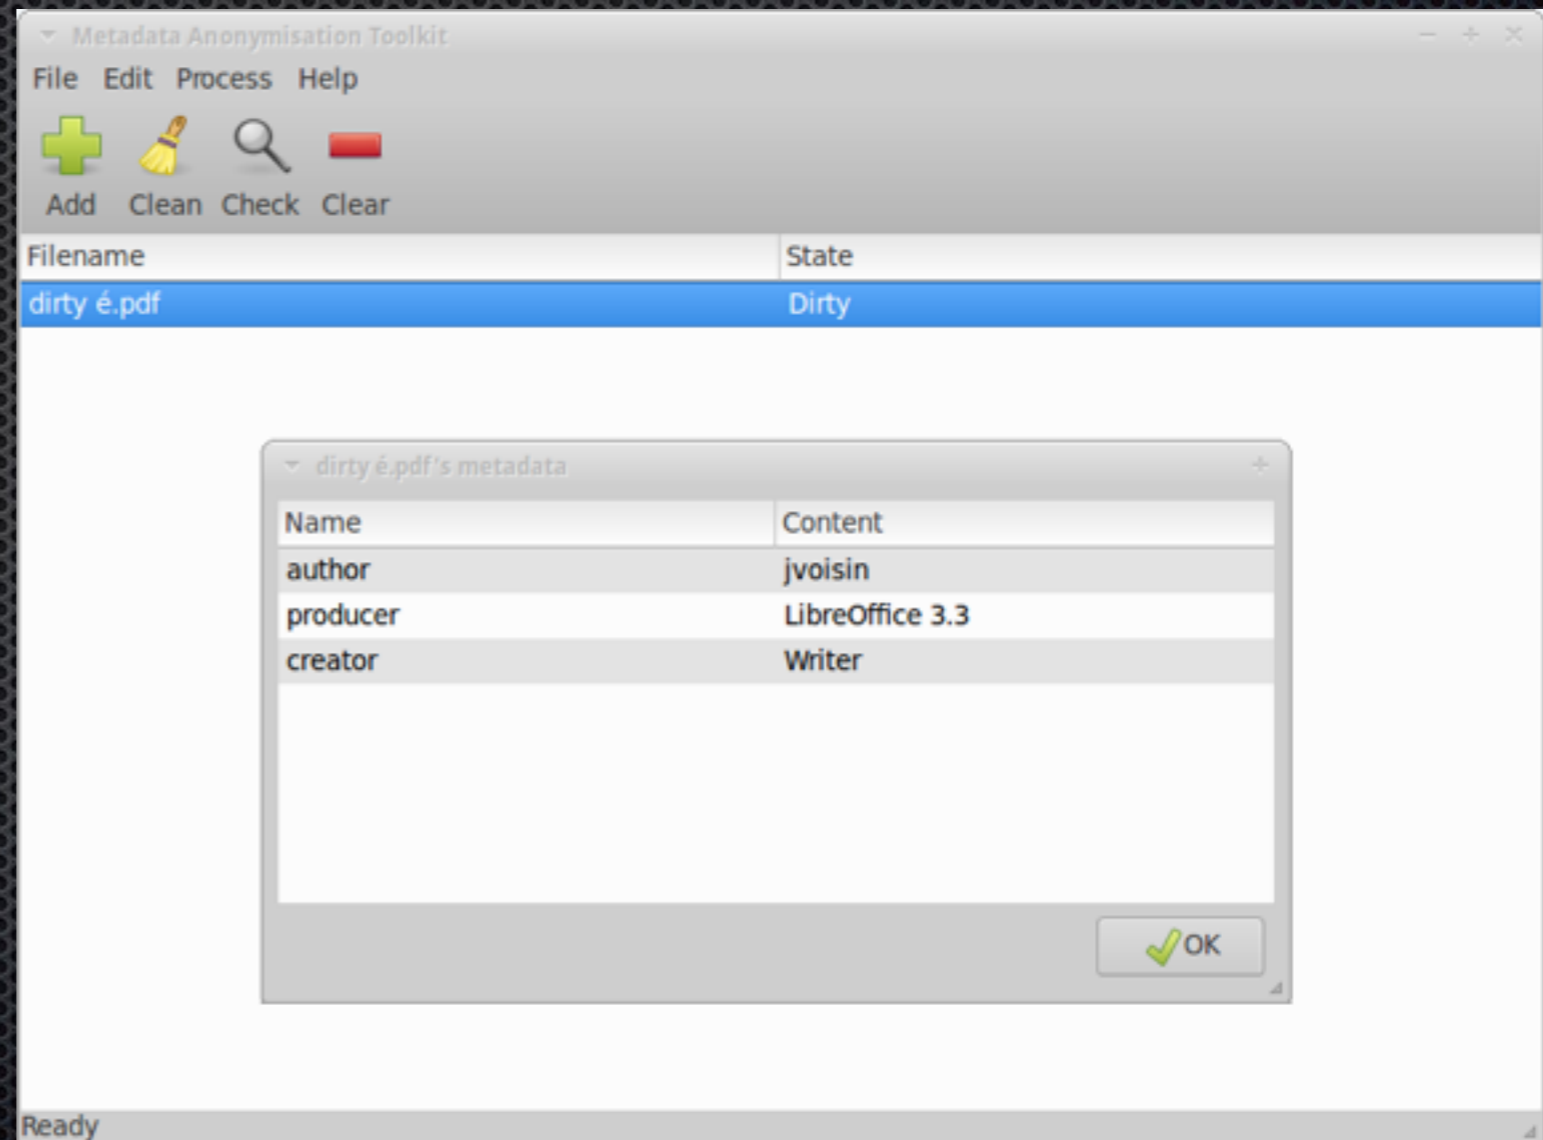 Metadata Anonymisation Toolkit
File Edit Process Help
Add Clean Check Clear
Filename State
dirty é.pdf Dirty
dirty é.pdf's metadata
Name Content
author jvoisin
producer LibreOffice 3.3
creator Writer
OK
Ready